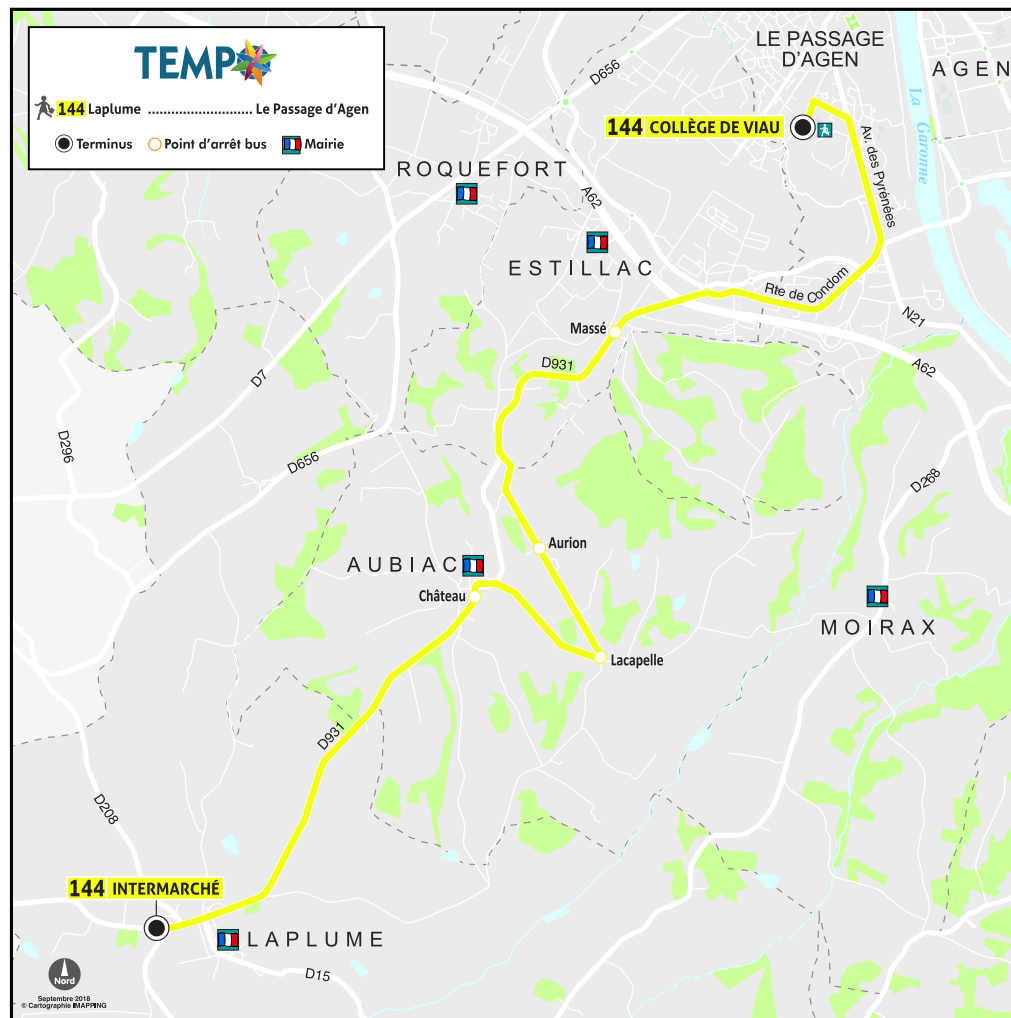 TEMPO
144 Laplume ............................ Le Passage d'Agen
Terminus
Point d'arrêt bus
Mairie
LE PASSAGE
D'AGEN
AGEN
D656
La Garonne
144 COLLÈGE DE VIAU
Av. des Pyrénées
ROQUEFORT
A62
ESTILLAC
Rte de Condom
N21
Massé
A62
D931
D7
D296
D656
D268
Aurion
AUBIAC
Château
MOIRAX
Lacapelle
D931
D208
144 INTERMARCHÉ
LAPLUME
D15
Nord
Septembre 2018
© Cartographie IMAPPING